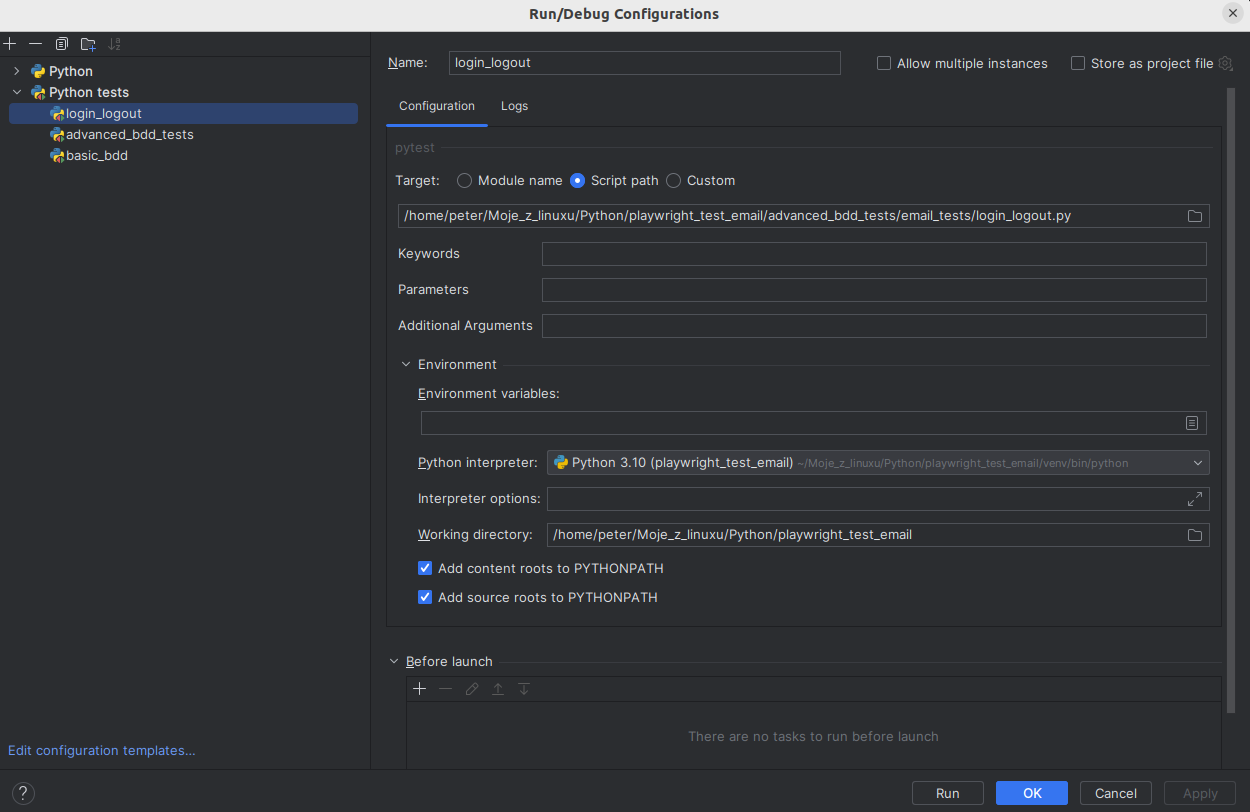 Run/Debug Configurations
Python
Python tests
login_logout
advanced_bdd_tests
basic_bdd
Edit configuration templates...
Name: login_logout Allow multiple instances Store as project file
Configuration Logs
pytest
Target: Module name Script path Custom
/home/peter/Moje_z_linuxu/Python/playwright_test_email/advanced_bdd_tests/email_tests/login_logout.py
Keywords
Parameters
Additional Arguments
Environment
Environment variables:
Python interpreter: Python 3.10 (playwright_test_email) ~/Moje_z_linuxu/Python/playwright_test_email/venv/bin/python
Interpreter options:
Working directory: /home/peter/Moje_z_linuxu/Python/playwright_test_email
Add content roots to PYTHONPATH
Add source roots to PYTHONPATH
Before launch
There are no tasks to run before launch
? Run OK Cancel Apply